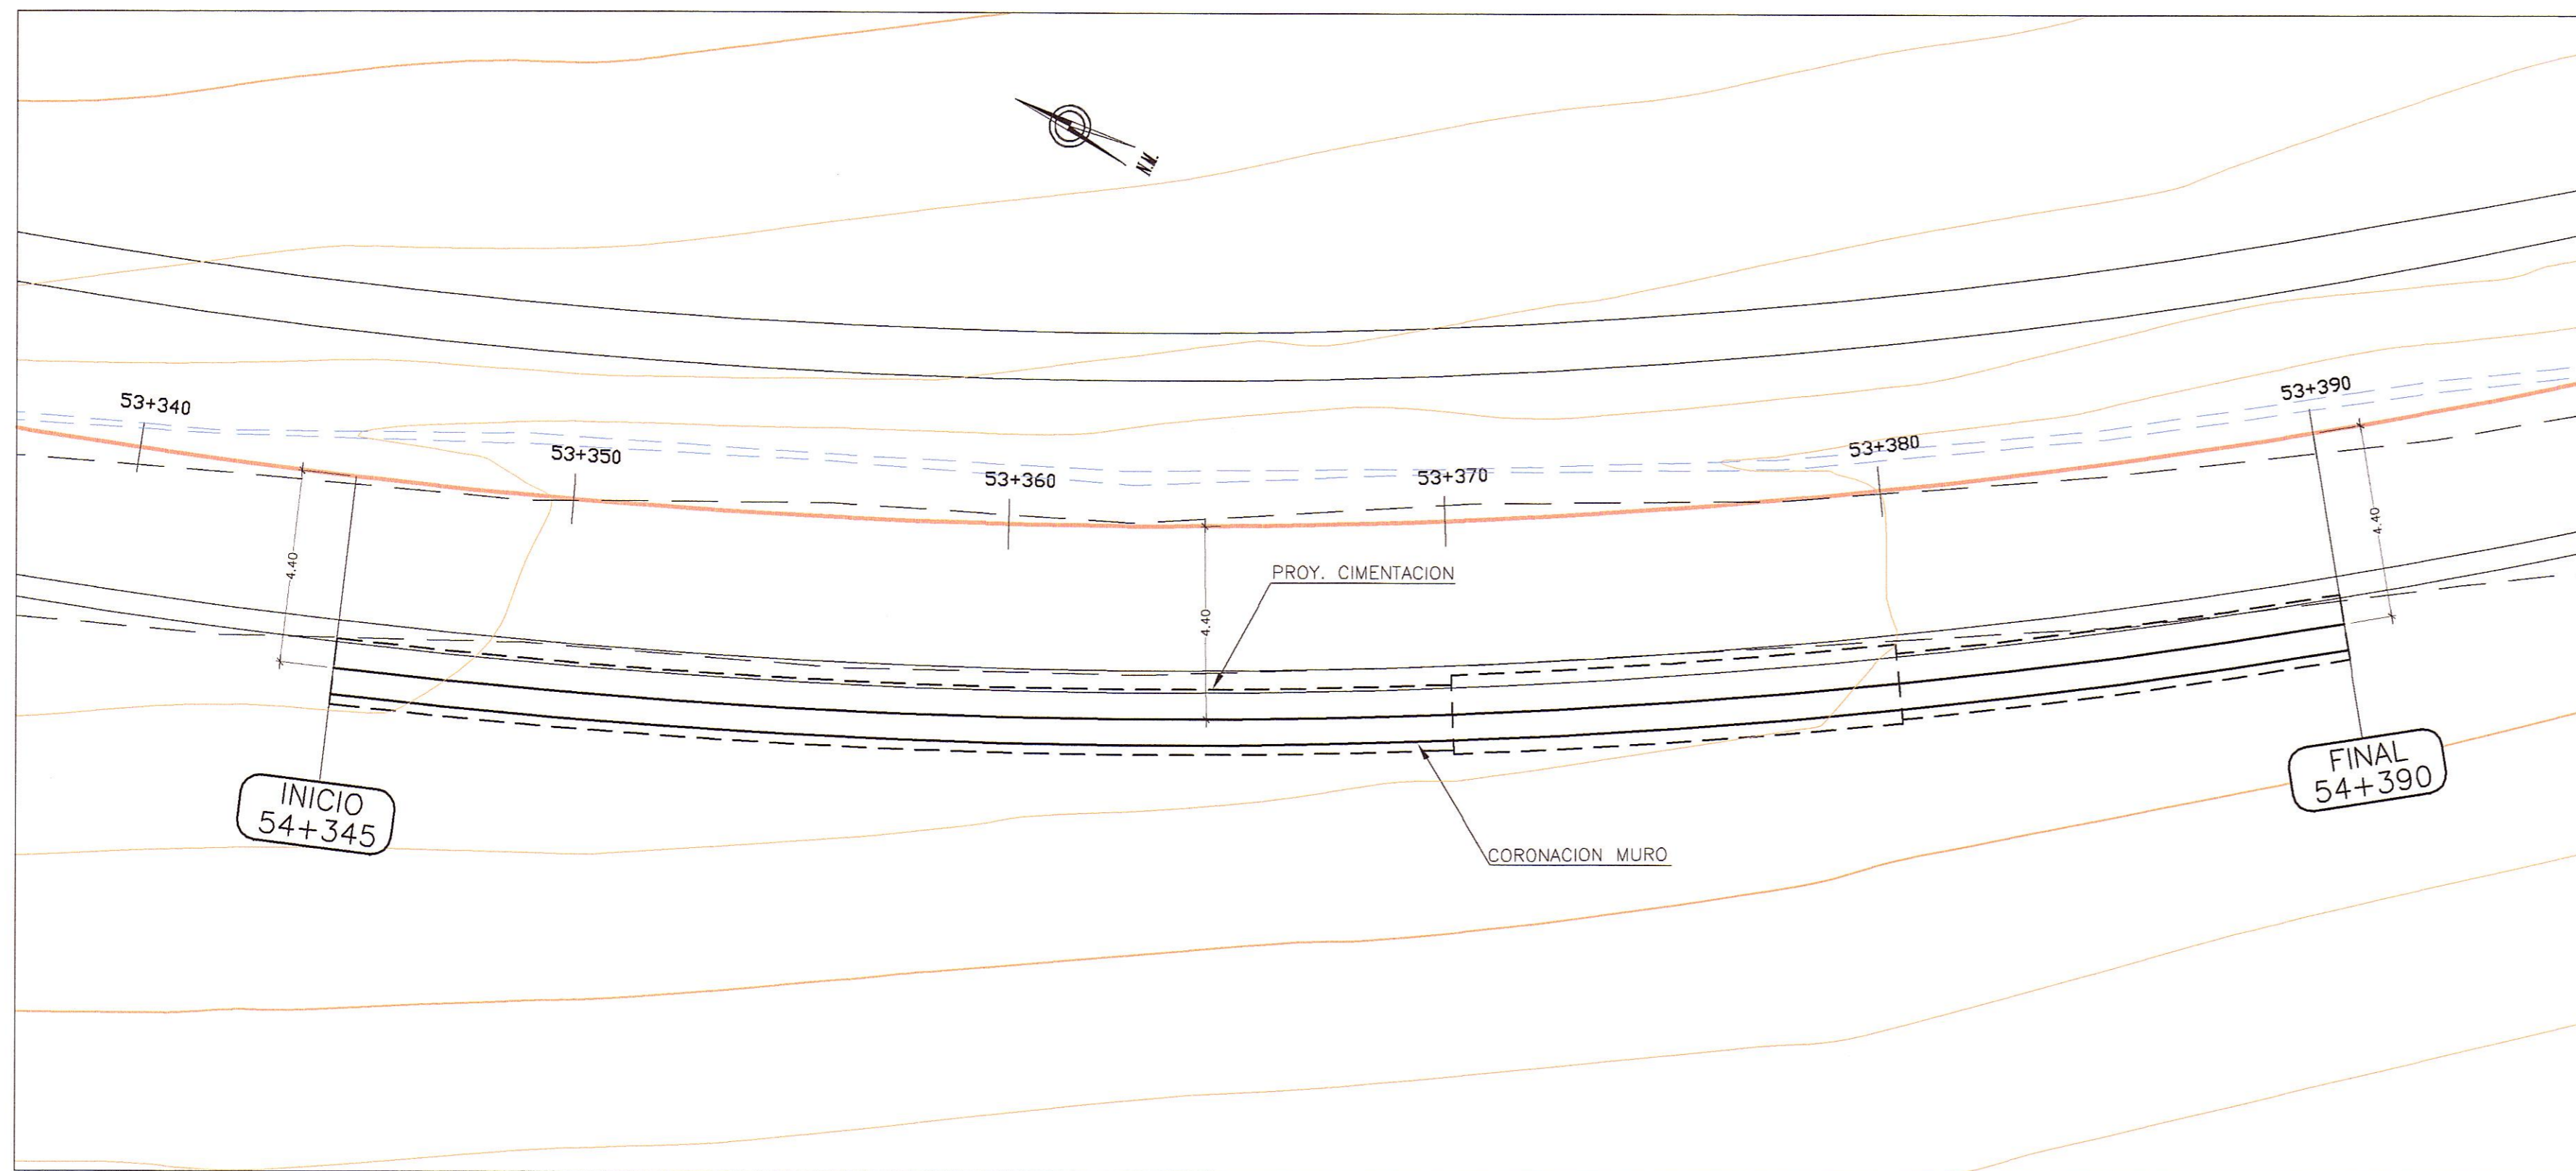 N.M.
53+340
53+350
53+360
53+370
53+380
53+390
4.40
4.40
4.40
PROY. CIMENTACION
CORONACION MURO
INICIO
54+345
FINAL
54+390